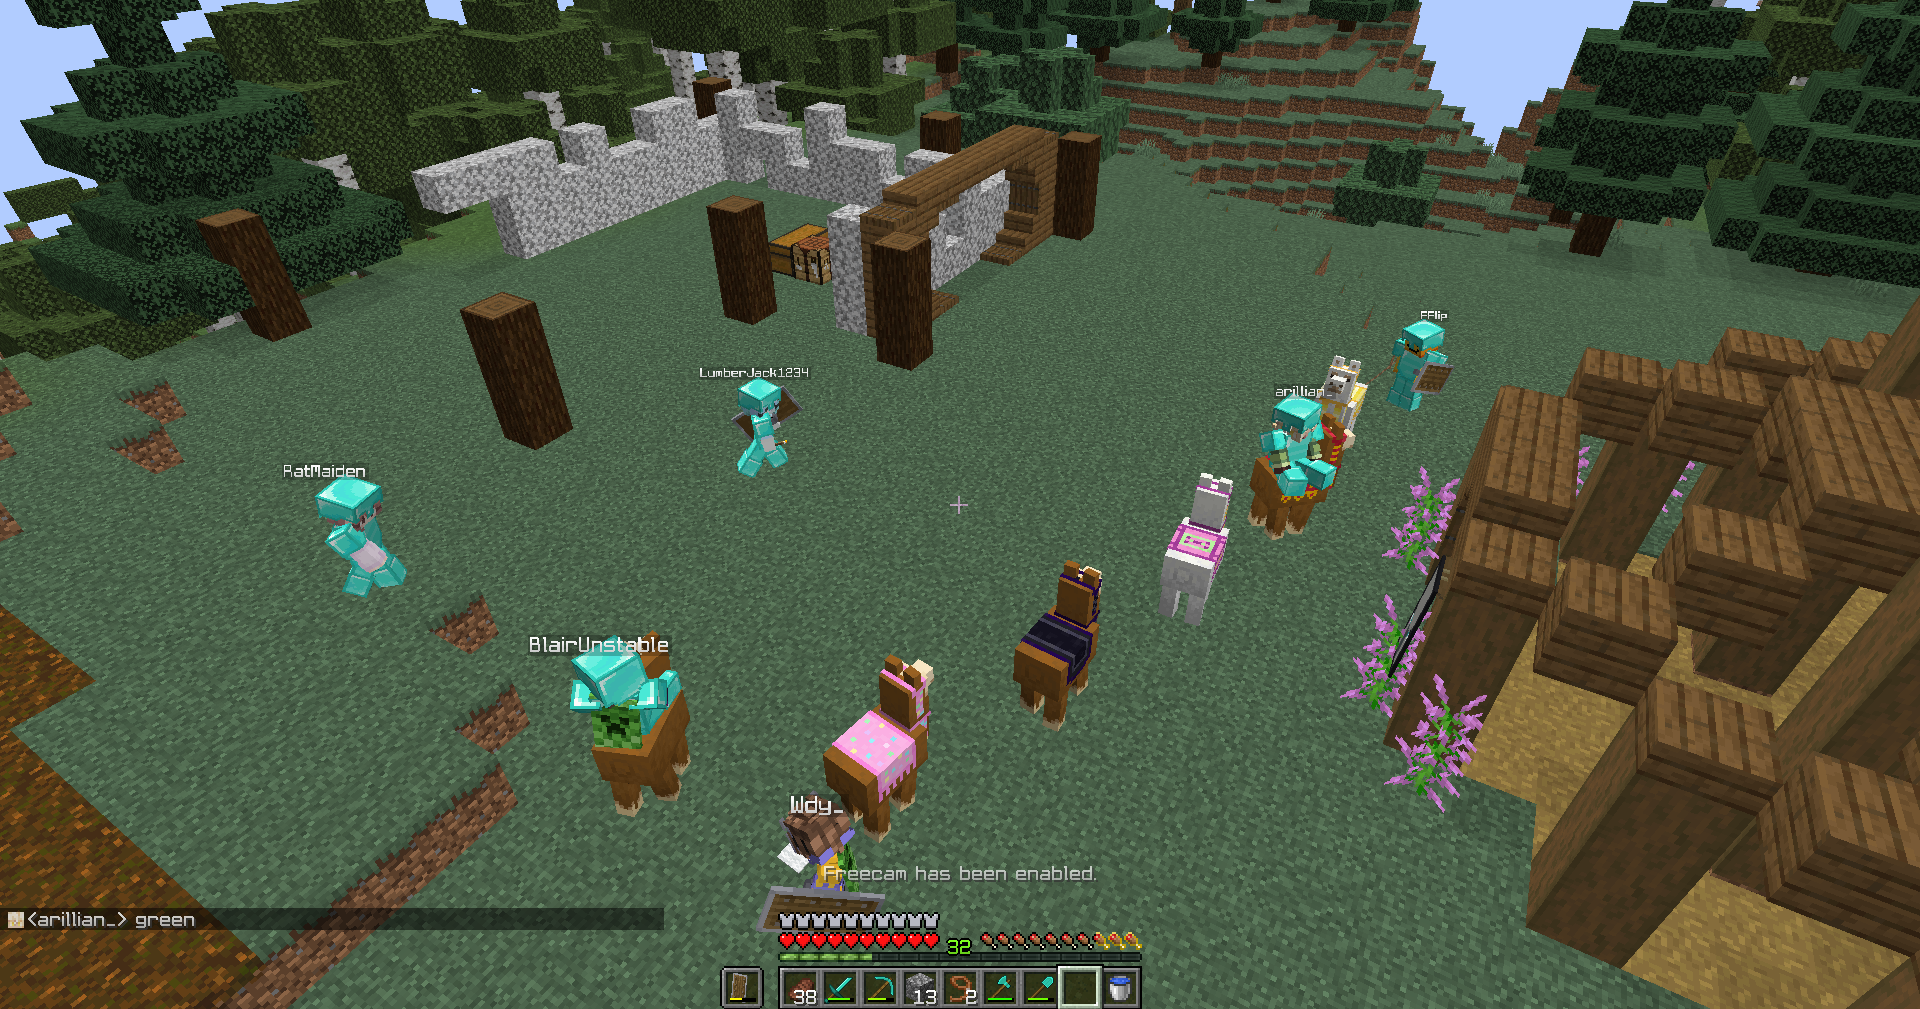 FFlip
LumberJack1234
arillian_
RatMaiden
BlairUnstable
Wdy_
Freecam has been enabled.
<arillian_> green
32
38
13
2